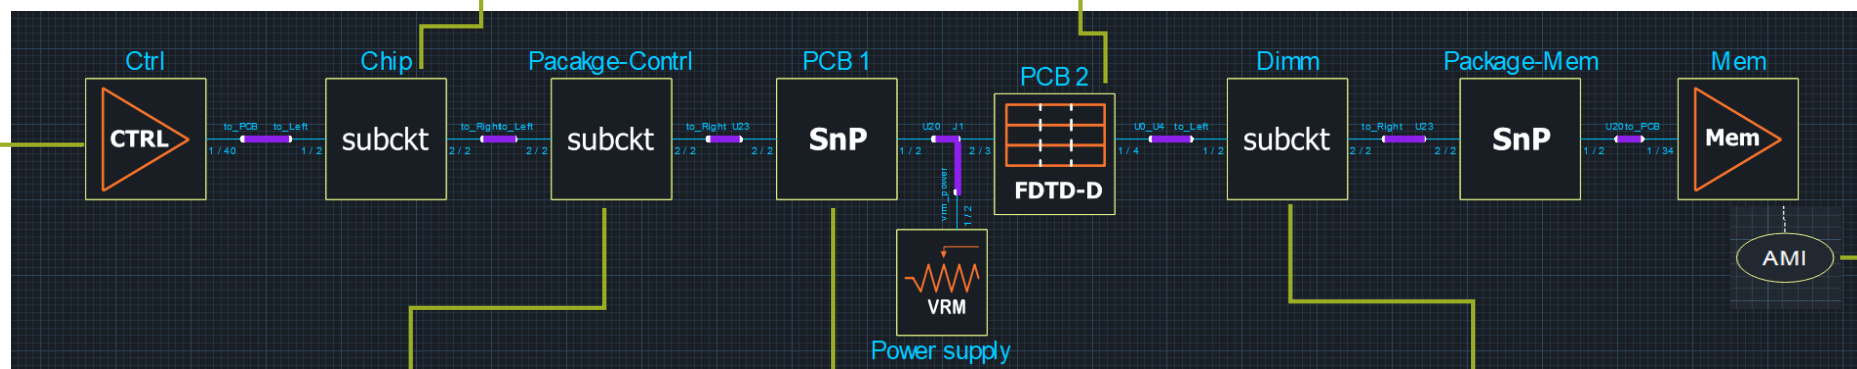 Ctrl
Chip
Pacakge-Contrl
PCB 1
PCB 2
Dimm
Package-Mem
Mem
CTRL
to_PCB
to_Left
1 / 40
1 / 2
subckt
to_Right
to_Left
2 / 2
2 / 2
subckt
to_Right
U23
2 / 2
2 / 2
SnP
U20
J1
1 / 2
2 / 3
vrm_power
1 / 2
FDTD-D
U0_U4
to_Left
1 / 4
1 / 2
subckt
to_Right
U23
2 / 2
2 / 2
SnP
U20
to_PCB
1 / 2
1 / 34
Mem
AMI
VRM
Power supply